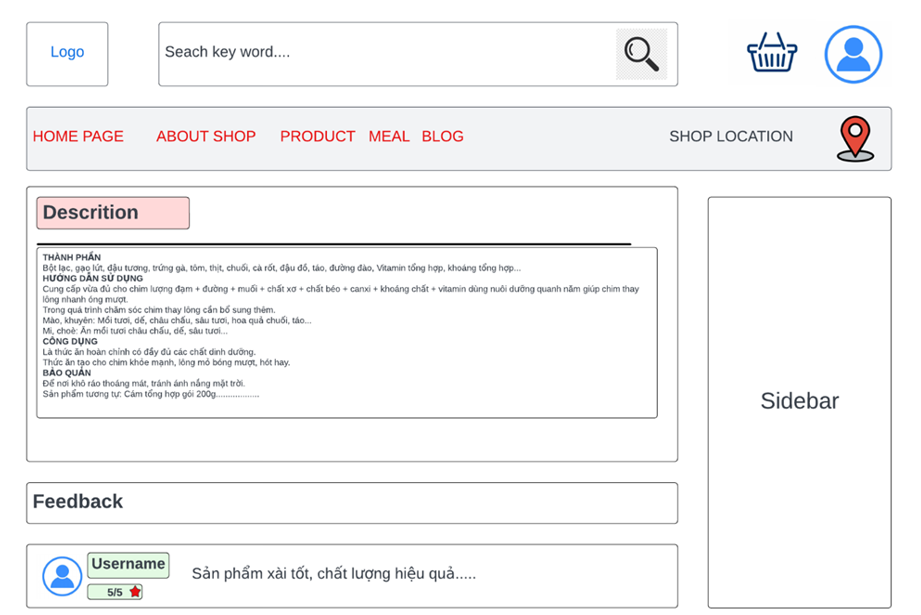 Logo
Seach key word....
HOME PAGE ABOUT SHOP PRODUCT MEAL BLOG SHOP LOCATION
Descrition
THÀNH PHẦN
Bột lạc, gạo lứt, đậu tương, trứng gà, tôm, thịt, chuối, cà rốt, đậu đỏ, táo, đường đào, Vitamin tổng hợp, khoáng tổng hợp...
HƯỚNG DẪN SỬ DỤNG
Cung cấp vừa đủ cho chim lượng đạm + đường + muối + chất xơ + chất béo + canxi + khoáng chất + vitamin dùng nuôi dưỡng quanh năm giúp chim thay
lông nhanh óng mượt.
Trong quá trình chăm sóc chim thay lông cần bổ sung thêm.
Mào, khuyên: Mồi tươi, dế, châu chấu, sâu tươi, hoa quả chuối, táo...
Mi, choè: Ăn mồi tươi châu chấu, dế, sâu tươi...
CÔNG DỤNG
Là thức ăn hoàn chỉnh có đầy đủ các chất dinh dưỡng.
Thức ăn tạo cho chim khỏe mạnh, lông mỏ bóng mượt, hót hay.
BẢO QUẢN
Để nơi khô ráo thoáng mát, tránh ánh nắng mặt trời.
Sản phẩm tương tự: Cám tổng hợp gói 200g..................
Sidebar
Feedback
Username
5/5
Sản phẩm xài tốt, chất lượng hiệu quả.....